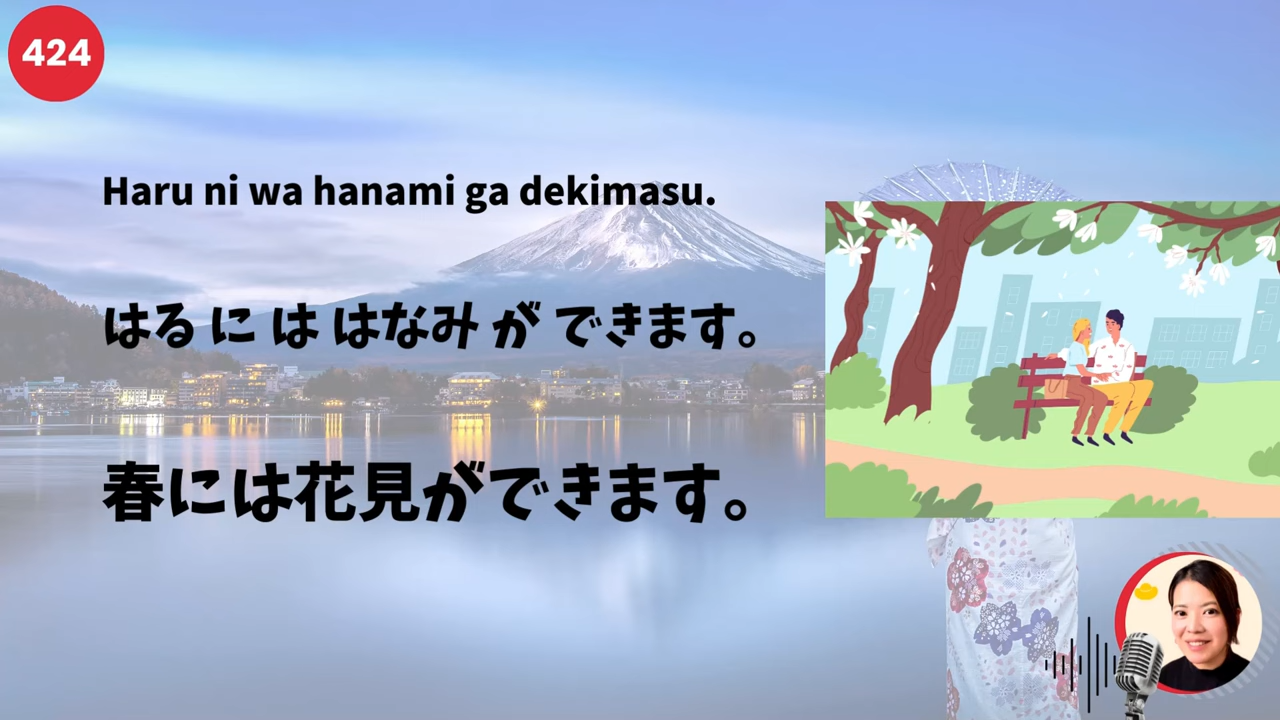 424
Haru ni wa hanami ga dekimasu.
はる に は はなみ が できます。
春には花見ができます。